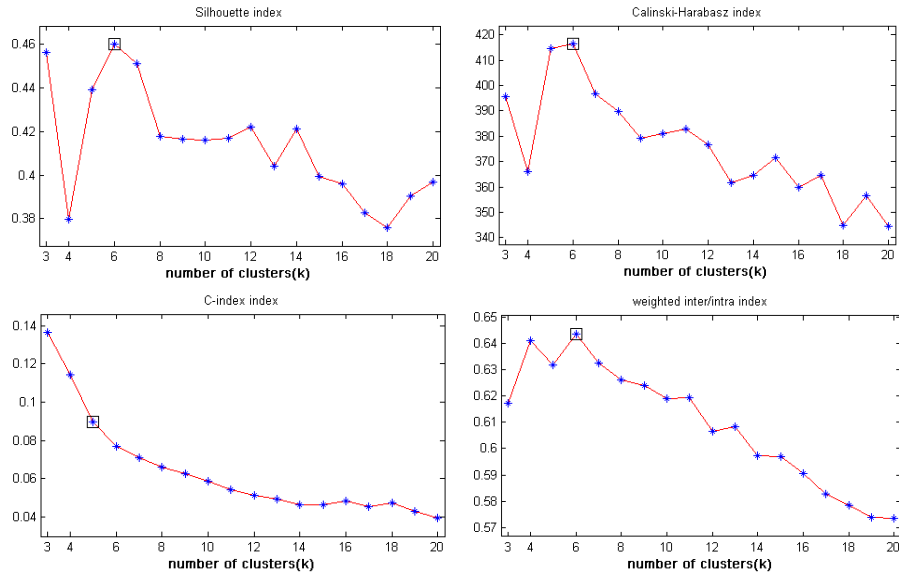 Silhouette index
0.46
0.44
0.42
0.4
0.38
3 4 6 8 10 12 14 16 18 20
number of clusters(k)
Calinski-Harabasz index
420
410
400
390
380
370
360
350
340
3 4 6 8 10 12 14 16 18 20
number of clusters(k)
C-index index
0.14
0.12
0.1
0.08
0.06
0.04
3 4 6 8 10 12 14 16 18 20
number of clusters(k)
weighted inter/intra index
0.65
0.64
0.63
0.62
0.61
0.6
0.59
0.58
0.57
3 4 6 8 10 12 14 16 18 20
number of clusters(k)